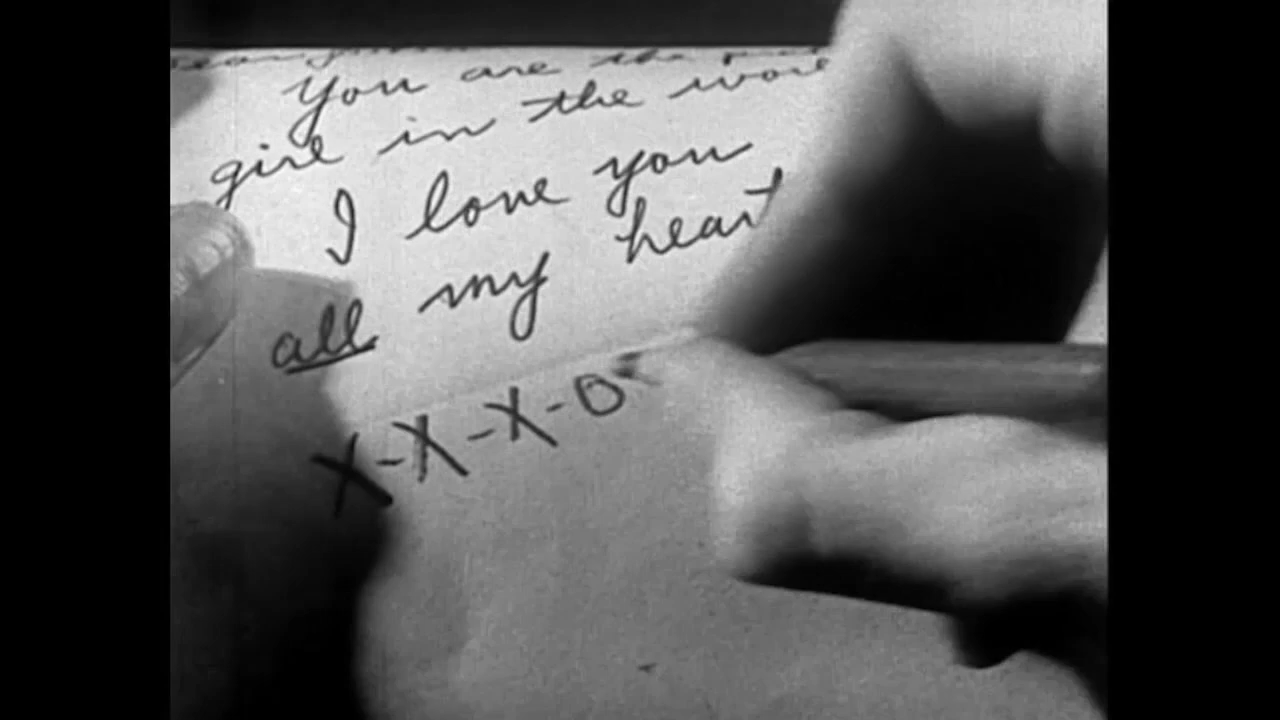 You are the
girl in the
I love you
all my heart
X-X-X-O